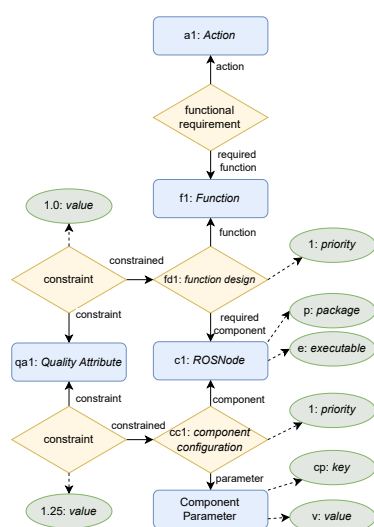 a1: Action
action
functional
requirement
required
function
1.0: value
f1: Function
function
1: priority
constrained
constraint
fd1: function design
constraint
required
component
p: package
qa1: Quality Attribute
c1: ROSNode
e: executable
constraint
component
1: priority
constrained
constraint
cc1: component
configuration
cp: key
parameter
1.25: value
Component
Parameter
v: value